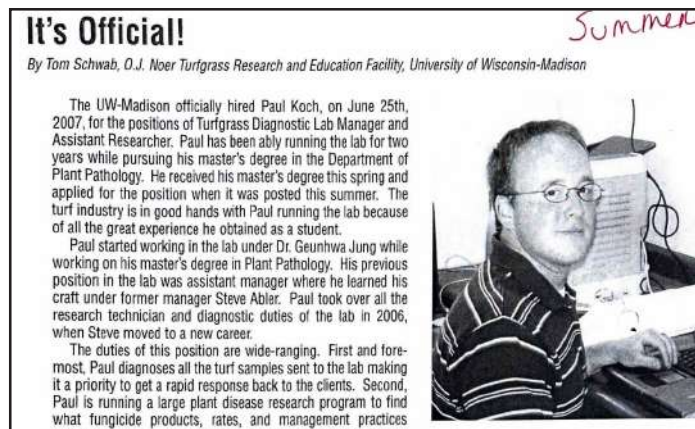 It's Official!
Summer
By Tom Schwab, O.J. Noer Turfgrass Research and Education Facility, University of Wisconsin-Madison
The UW-Madison officially hired Paul Koch, on June 25th,
2007, for the positions of Turfgrass Diagnostic Lab Manager and
Assistant Researcher. Paul has been ably running the lab for two
years while pursuing his master's degree in the Department of
Plant Pathology. He received his master's degree this spring and
applied for the position when it was posted this summer. The
turf industry is in good hands with Paul running the lab because
of all the great experience he obtained as a student.
Paul started working in the lab under Dr. Geunhwa Jung while
working on his master's degree in Plant Pathology. His previous
position in the lab was assistant manager where he learned his
craft under former manager Steve Abler. Paul took over all the
research technician and diagnostic duties of the lab in 2006,
when Steve moved to a new career.
The duties of this position are wide-ranging. First and fore-
most, Paul diagnoses all the turf samples sent to the lab making
it a priority to get a rapid response back to the clients. Second,
Paul is running a large plant disease research program to find
what fungicide products, rates, and management practices